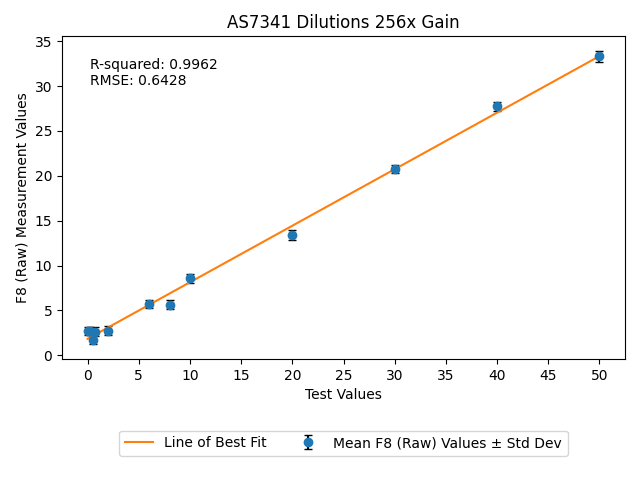 AS7341 Dilutions 256x Gain
R-squared: 0.9962
RMSE: 0.6428
F8 (Raw) Measurement Values
35
30
25
20
15
10
5
0
0 5 10 15 20 25 30 35 40 45 50
Test Values
Line of Best Fit
Mean F8 (Raw) Values ± Std Dev